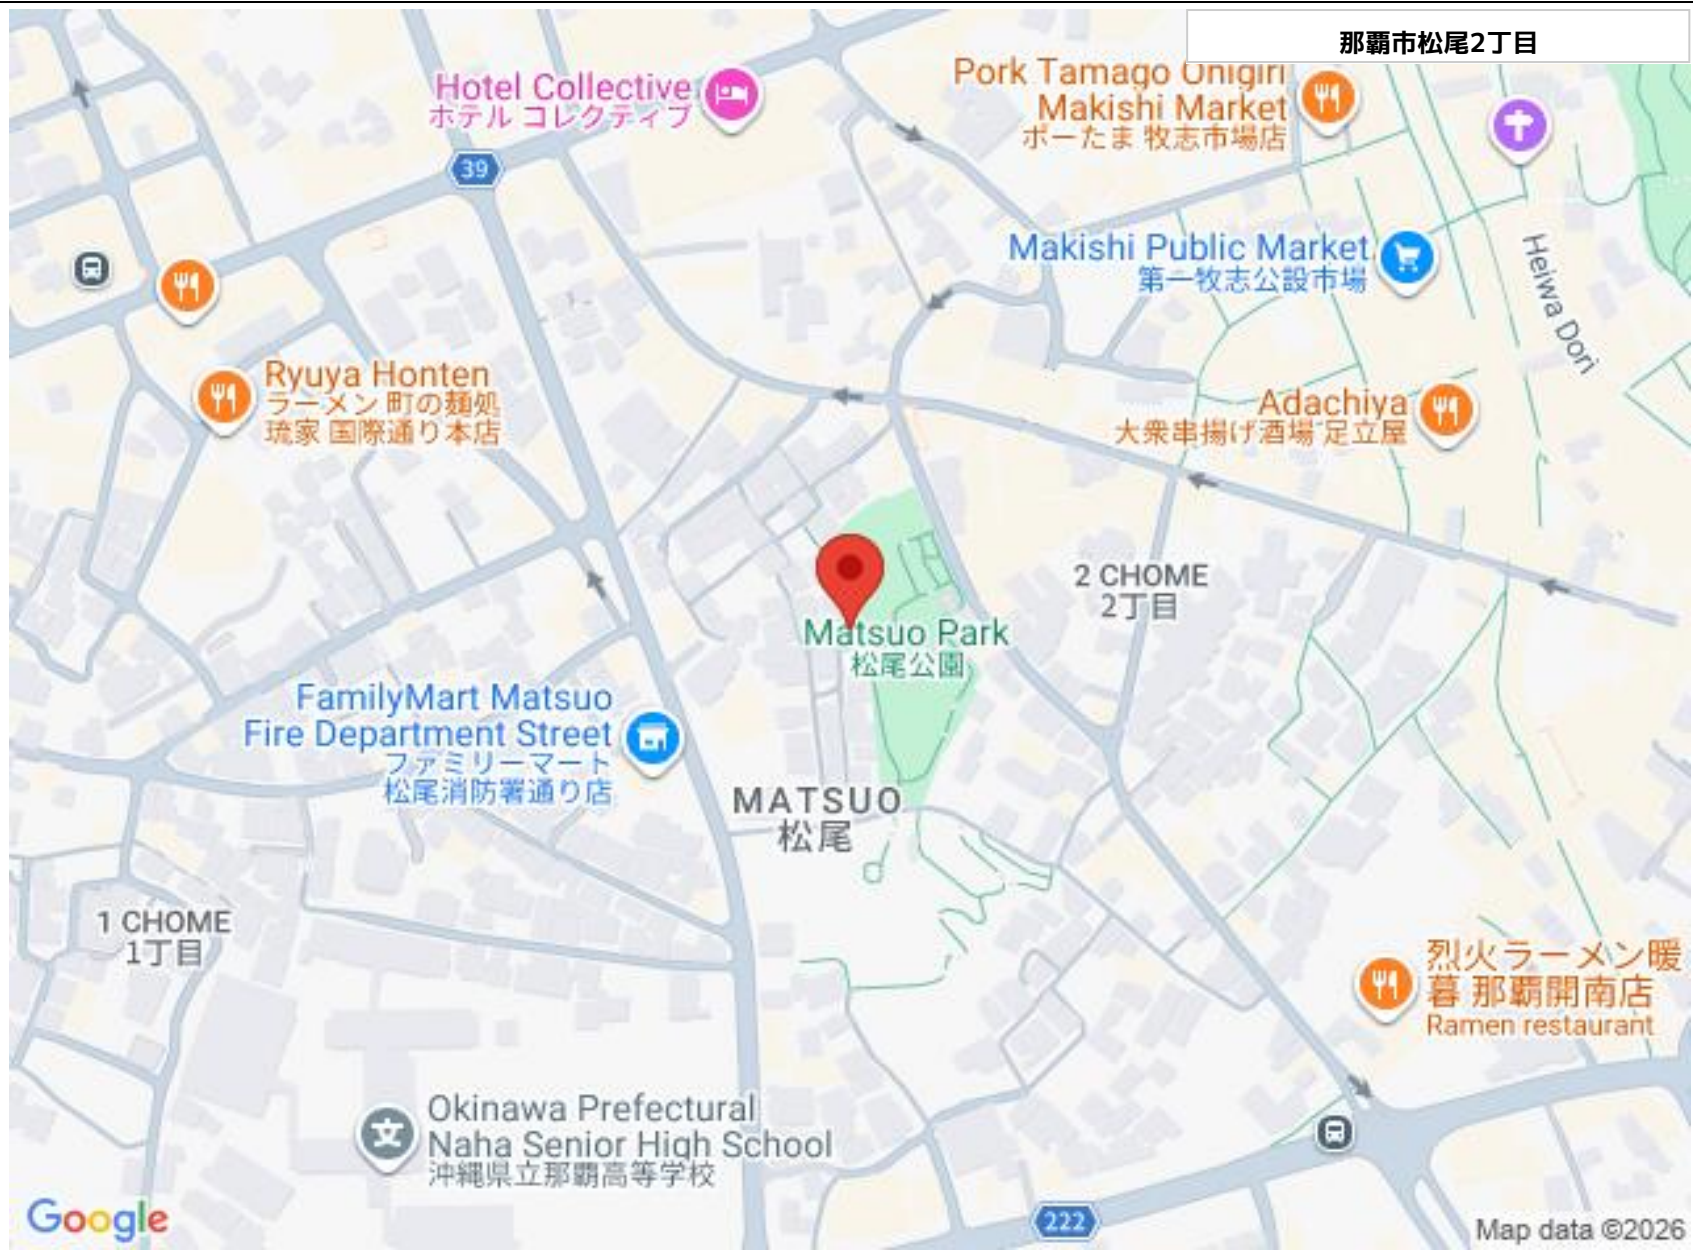 那覇市松尾2丁目
Hotel Collective
ホテル コレクティブ
Pork Tamago Onigiri
Makishi Market
ポーたま 牧志市場店
39
Makishi Public Market
第一牧志公設市場
Heiwa Dori
Ryuya Honten
ラーメン 町の麺処
琉家 国際通り本店
Adachiya
大衆串揚げ酒場 足立屋
2 CHOME
2丁目
Matsuo Park
松尾公園
FamilyMart Matsuo
Fire Department Street
ファミリーマート
松尾消防署通り店
MATSUO
松尾
1 CHOME
1丁目
烈火ラーメン暖
暮 那覇開南店
Ramen restaurant
Okinawa Prefectural
Naha Senior High School
沖縄県立那覇高等学校
222
Google
Map data ©2026